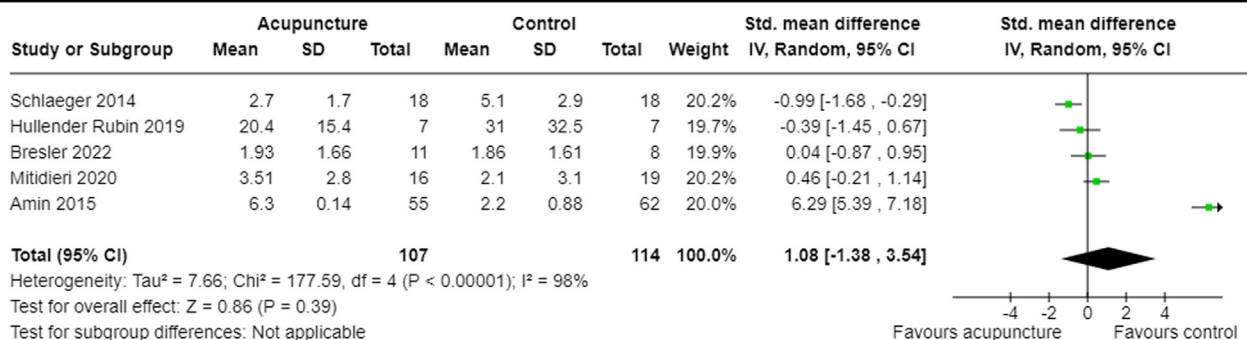 Acupuncture Control Std. mean difference Std. mean difference
Study or Subgroup Mean SD Total Mean SD Total Weight IV, Random, 95% CI IV, Random, 95% CI
Schlaeger 2014 2.7 1.7 18 5.1 2.9 18 20.2% -0.99 [-1.68 , -0.29]
Hullender Rubin 2019 20.4 15.4 7 31 32.5 7 19.7% -0.39 [-1.45 , 0.67]
Bresler 2022 1.93 1.66 11 1.86 1.61 8 19.9% 0.04 [-0.87 , 0.95]
Mitidieri 2020 3.51 2.8 16 2.1 3.1 19 20.2% 0.46 [-0.21 , 1.14]
Amin 2015 6.3 0.14 55 2.2 0.88 62 20.0% 6.29 [5.39 , 7.18]
Total (95% CI) 107 114 100.0% 1.08 [-1.38 , 3.54]
Heterogeneity: Tau² = 7.66; Chi² = 177.59, df = 4 (P < 0.00001); I² = 98%
Test for overall effect: Z = 0.86 (P = 0.39) -4 -2 0 2 4
Test for subgroup differences: Not applicable Favours acupuncture Favours control